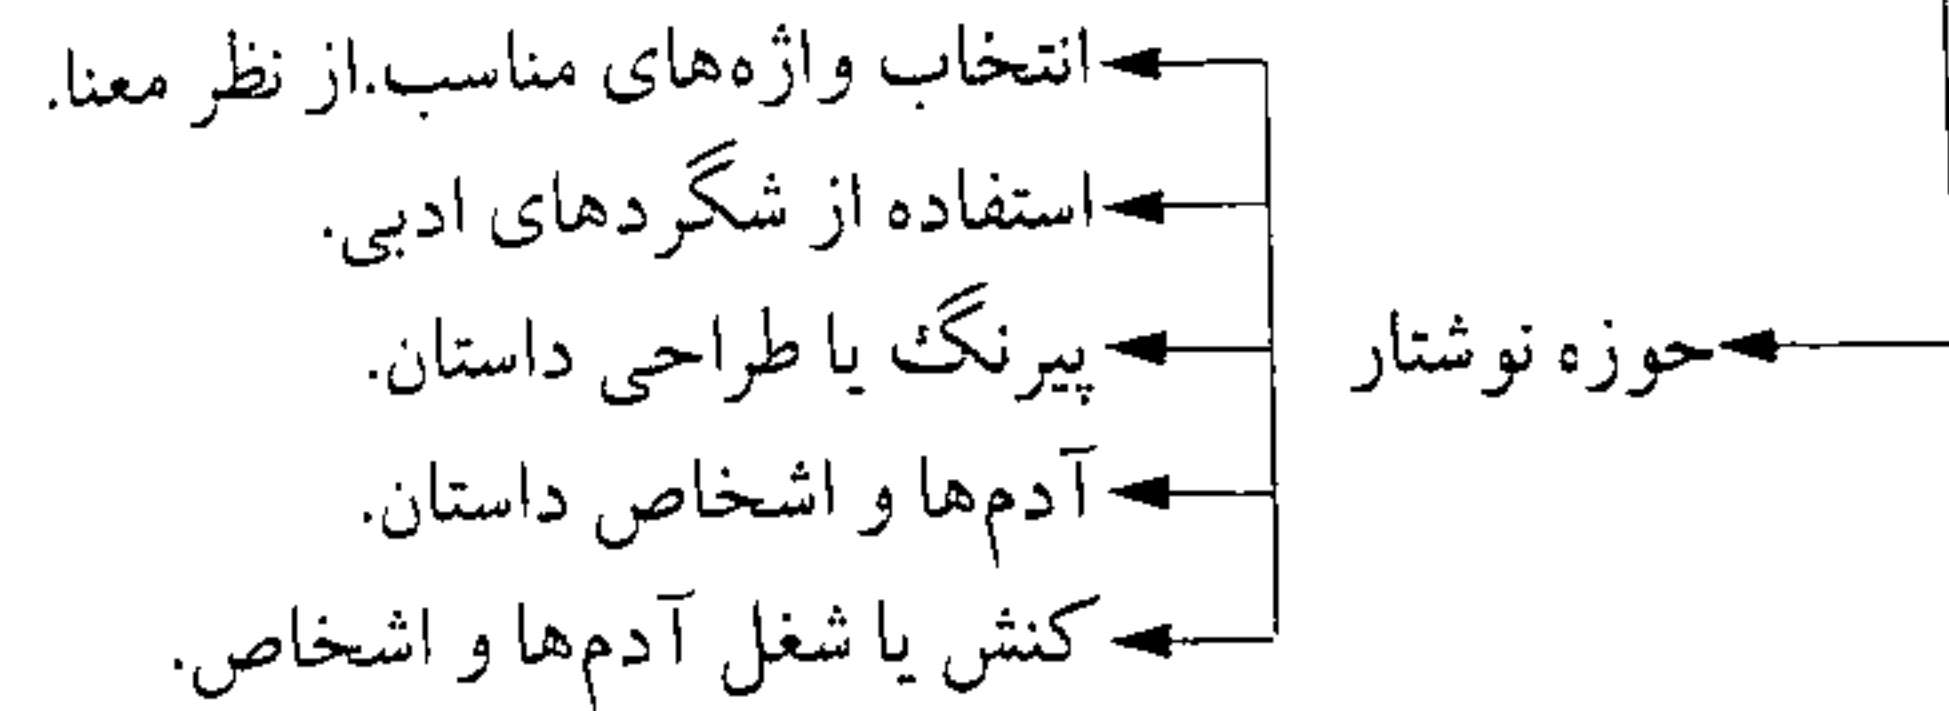 انتخاب واژه‌های مناسب.از نظر معنا.
استفاده از شگردهای ادبی.
حوزه نوشتار
پیرنگ یا طراحی داستان.
آدم‌ها و اشخاص داستان.
کنش یا شغل آدم‌ها و اشخاص.